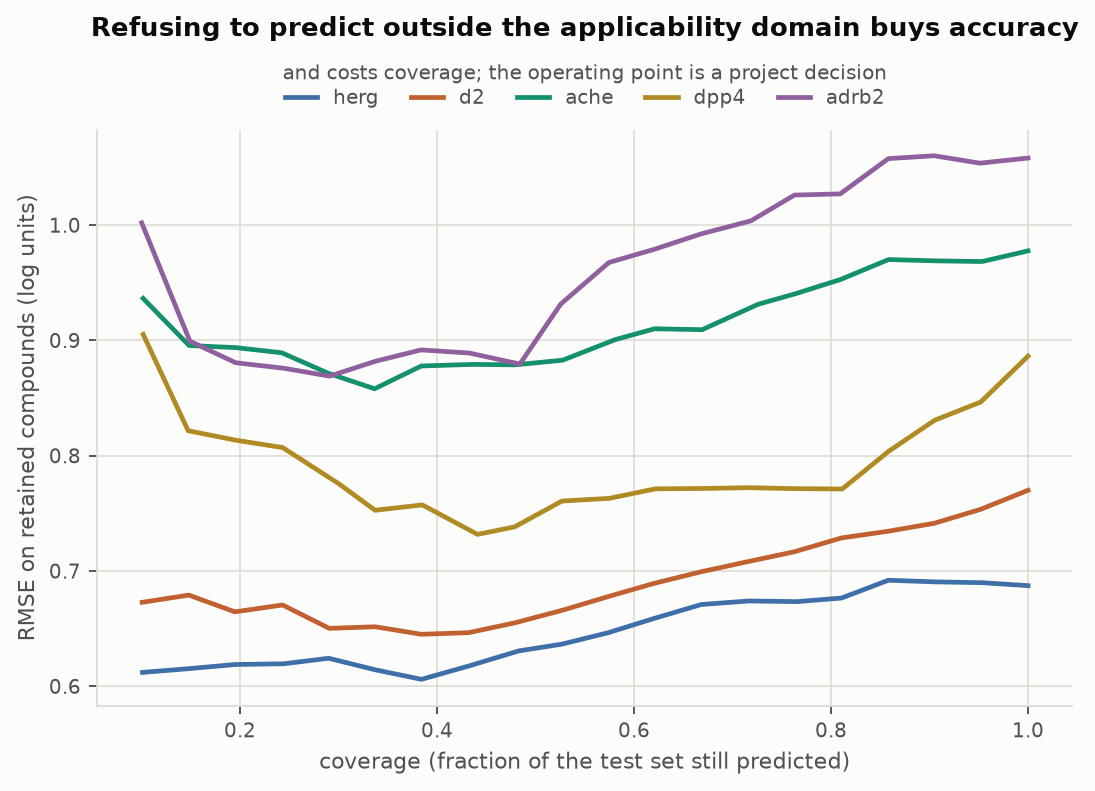 Refusing to predict outside the applicability domain buys accuracy
and costs coverage; the operating point is a project decision
herg d2 ache dpp4 adrb2
RMSE on retained compounds (log units)
1.0
0.9
0.8
0.7
0.6
0.2 0.4 0.6 0.8 1.0
coverage (fraction of the test set still predicted)